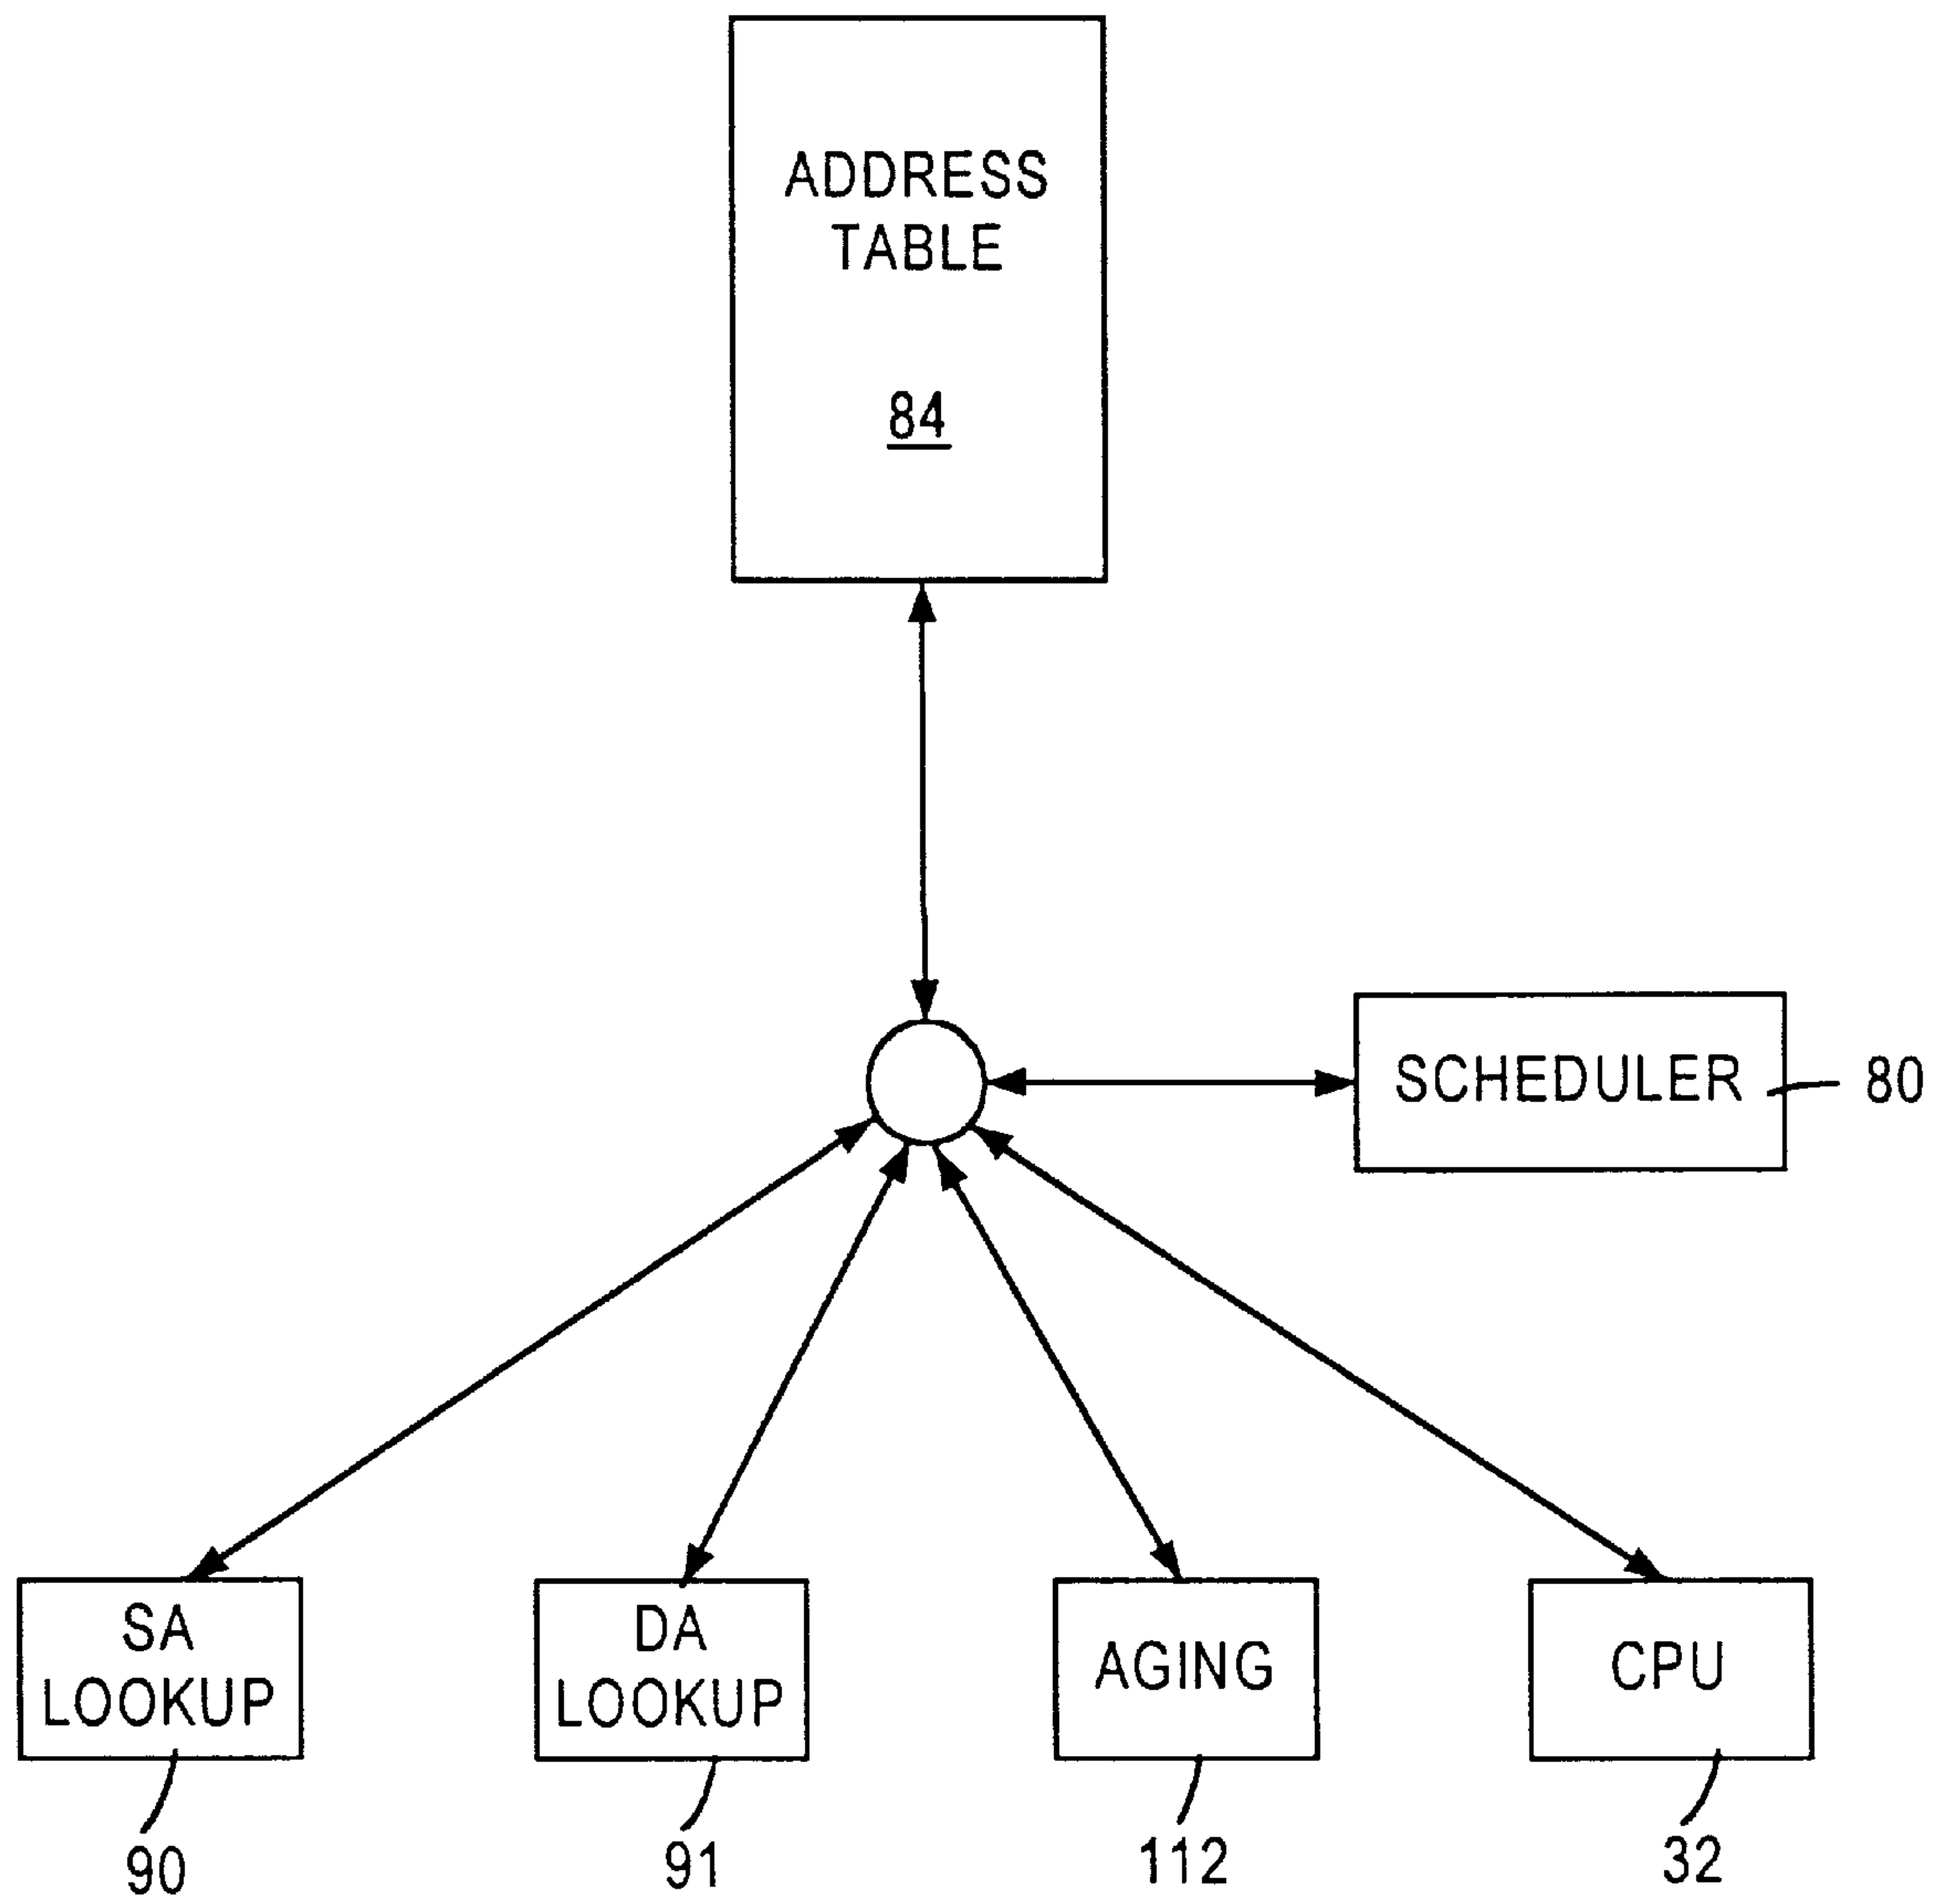 ADDRESS
TABLE
84
SCHEDULER
80
SA
LOOKUP
DA
LOOKUP
AGING
CPU
90
91
112
32